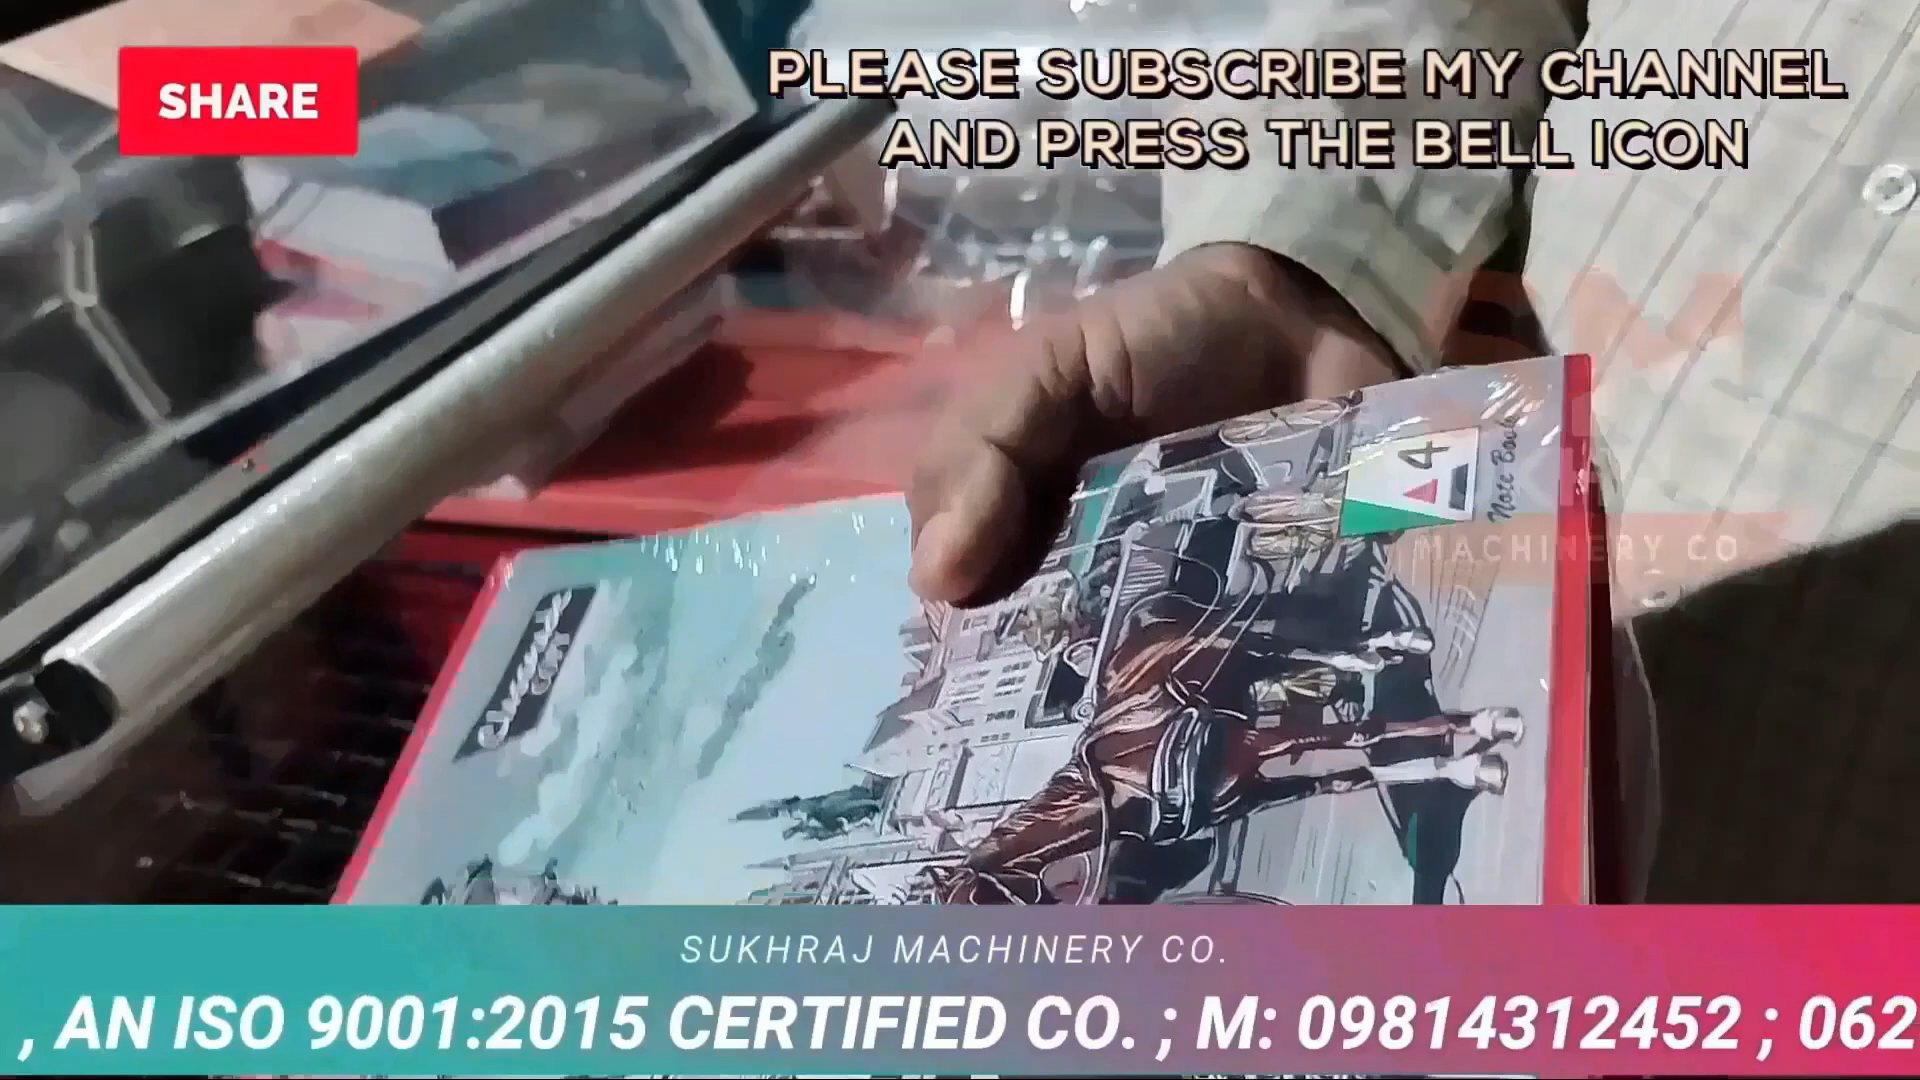 SHARE
PLEASE SUBSCRIBE MY CHANNEL
AND PRESS THE BELL ICON
4
Note Book
MACHINERY CO
SUKHRAJ MACHINERY CO.
, AN ISO 9001:2015 CERTIFIED CO. ; M: 09814312452 ; 062